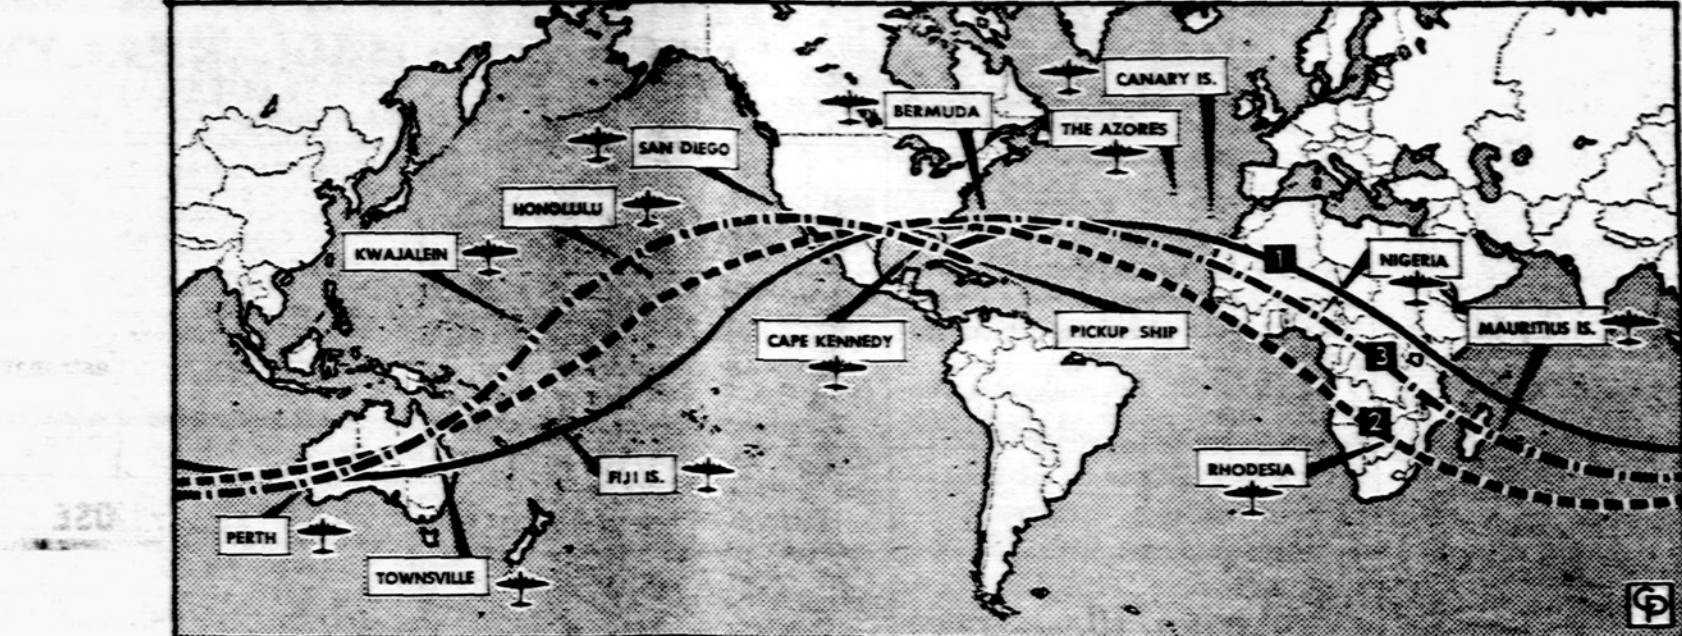 CANARY IS.
BERMUDA
THE AZORES
SAN DIEGO
HONOLULU
KWAJALEIN
1
NIGERIA
MAURITIUS IS.
PICKUP SHIP
CAPE KENNEDY
3
2
RHODESIA
FIJI IS.
PERTH
TOWNSVILLE
CP